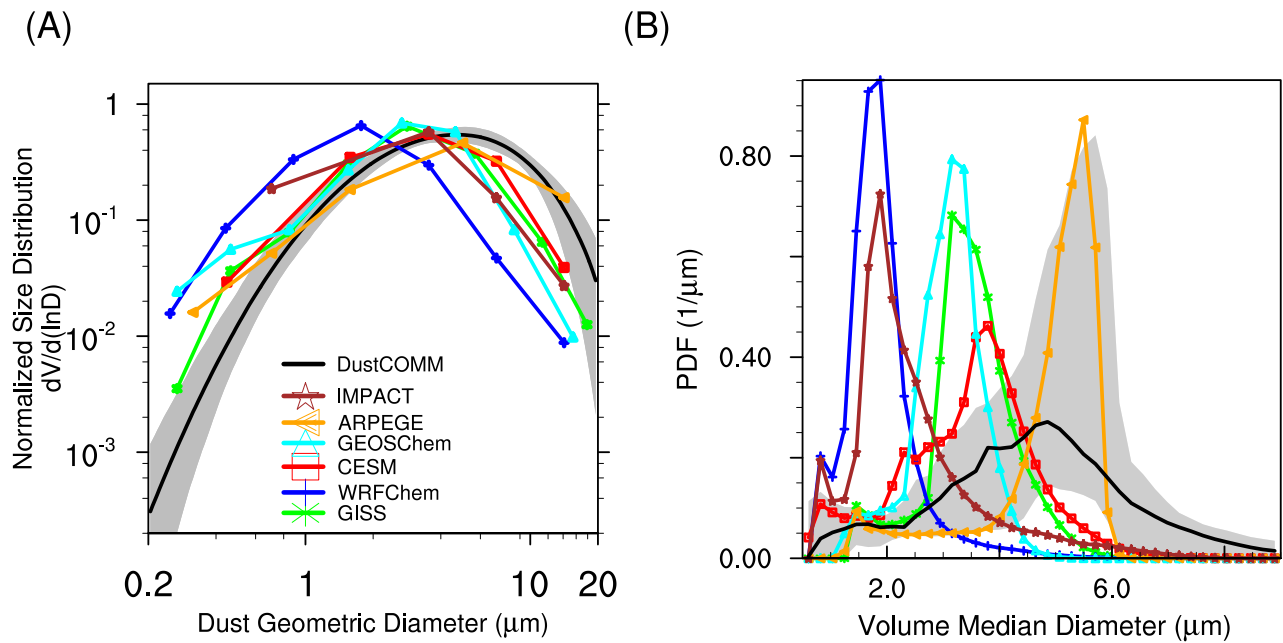 (A)
Normalized Size Distribution
dV/d(lnD)
1
10-1
10-2
10-3
DustCOMM
IMPACT
ARPEGE
GEOSChem
CESM
WRFChem
GISS
0.2
1
10
20
Dust Geometric Diameter (μm)
(B)
PDF (1/μm)
0.80
0.40
0.00
2.0
6.0
Volume Median Diameter (μm)